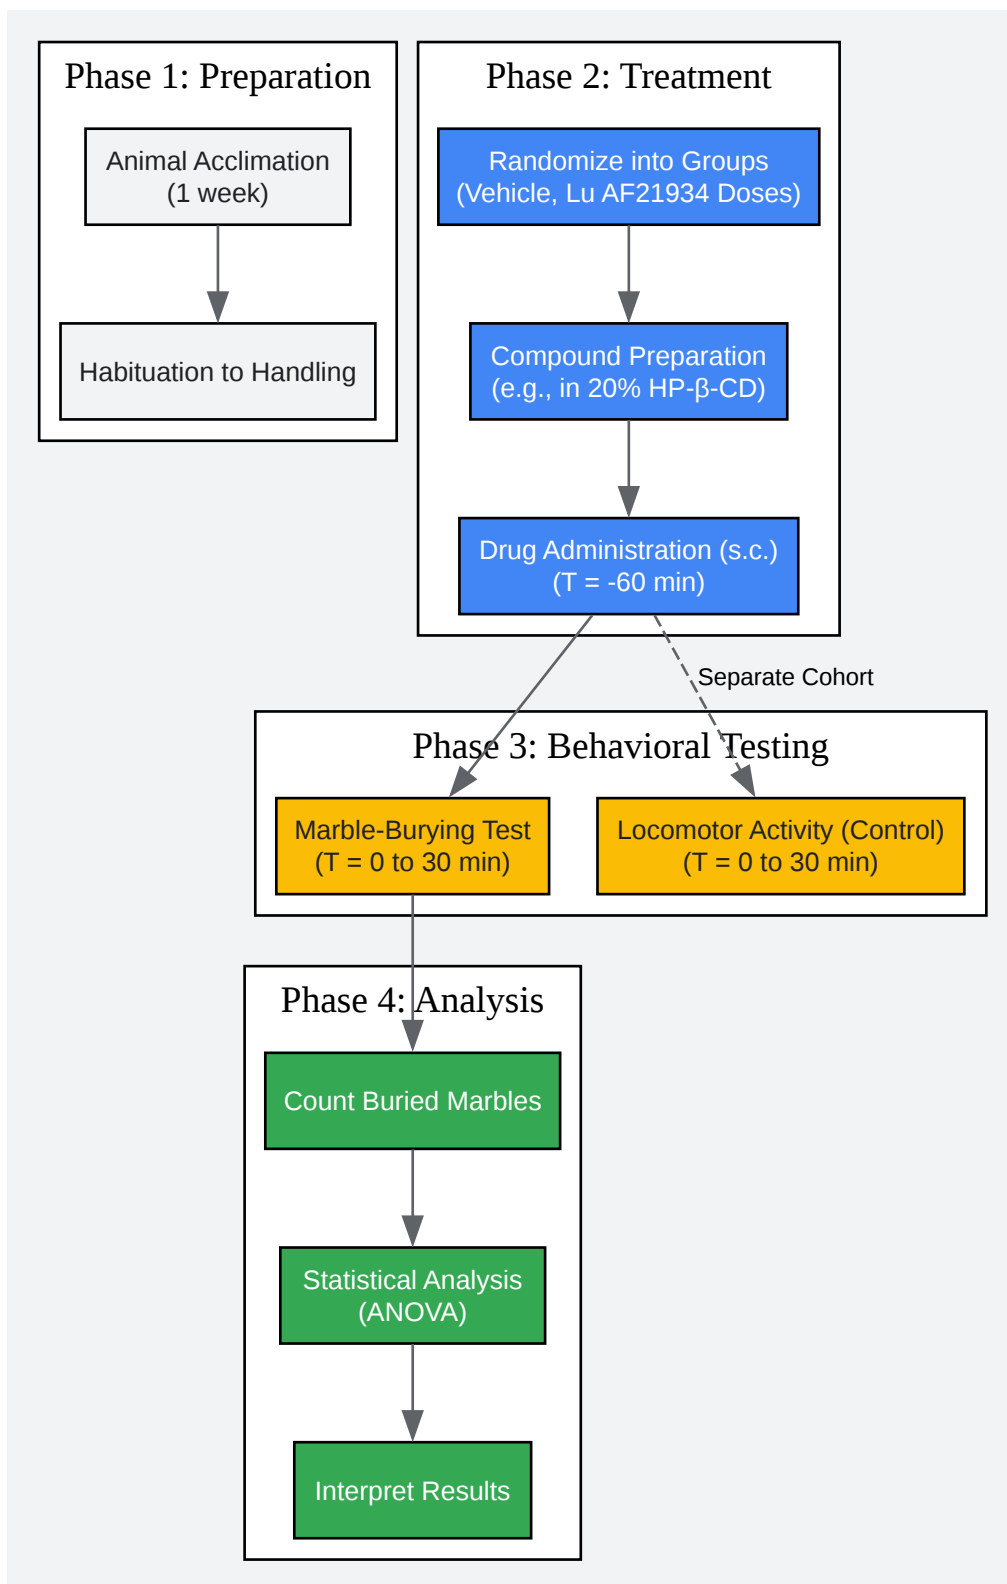 Phase 1: Preparation
Animal Acclimation
(1 week)
Habituation to Handling
Phase 2: Treatment
Randomize into Groups
(Vehicle, Lu AF21934 Doses)
Compound Preparation
(e.g., in 20% HP-β-CD)
Drug Administration (s.c.)
(T = -60 min)
Separate Cohort
Phase 3: Behavioral Testing
Marble-Burying Test
(T = 0 to 30 min)
Locomotor Activity (Control)
(T = 0 to 30 min)
Phase 4: Analysis
Count Buried Marbles
Statistical Analysis
(ANOVA)
Interpret Results